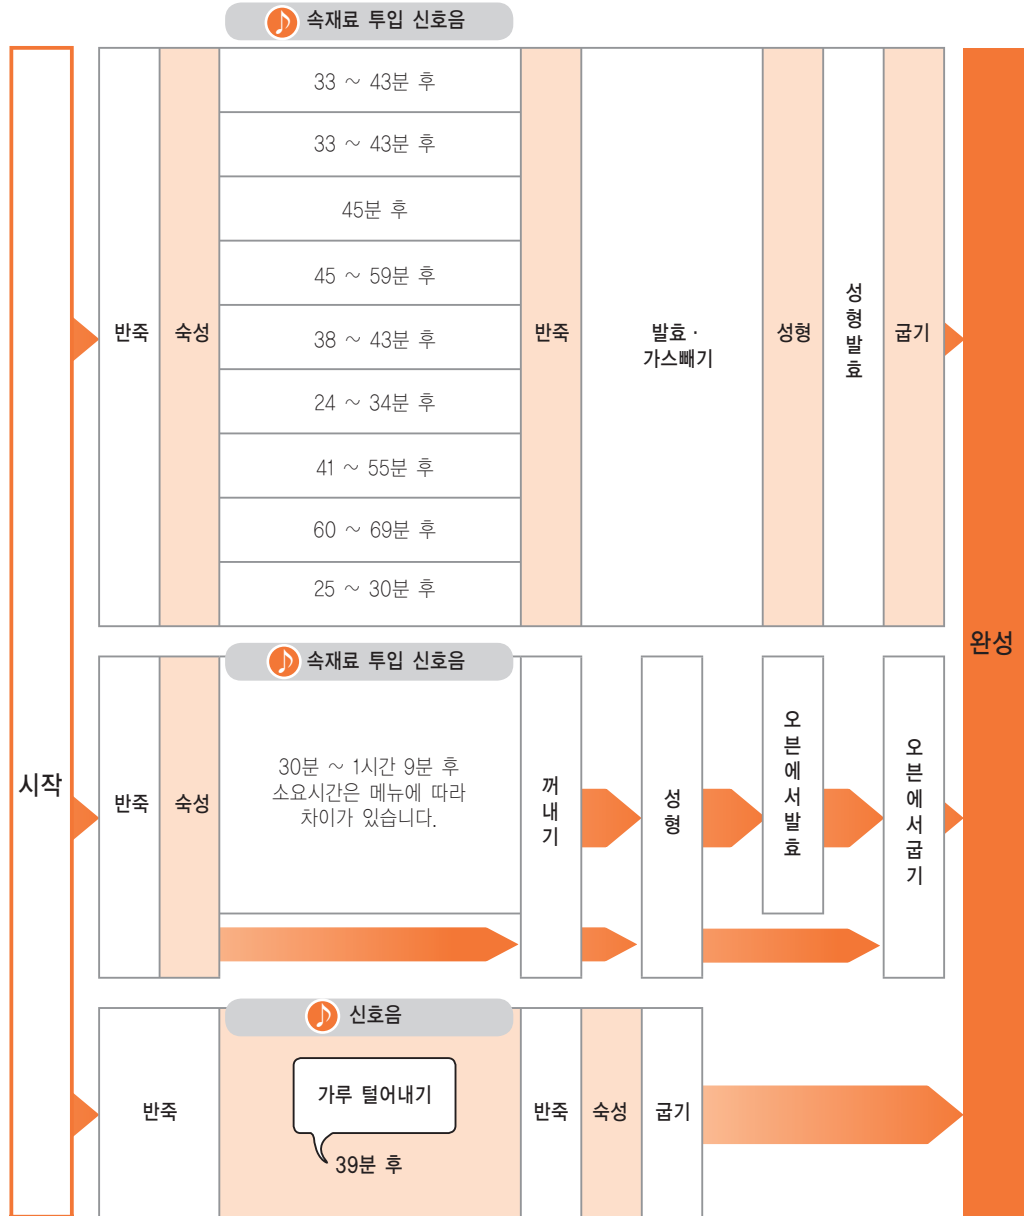 속재료 투입 신호음
시작
반죽
숙성
33 ~ 43분 후
33 ~ 43분 후
45분 후
45 ~ 59분 후
38 ~ 43분 후
24 ~ 34분 후
41 ~ 55분 후
60 ~ 69분 후
25 ~ 30분 후
반죽
발효 ·
가스빼기
성형
성형발효
굽기
완성
속재료 투입 신호음
반죽
숙성
30분 ~ 1시간 9분 후
소요시간은 메뉴에 따라
차이가 있습니다.
꺼내기
성형
오븐에서발효
오븐에서굽기
신호음
반죽
가루 털어내기
39분 후
반죽
숙성
굽기